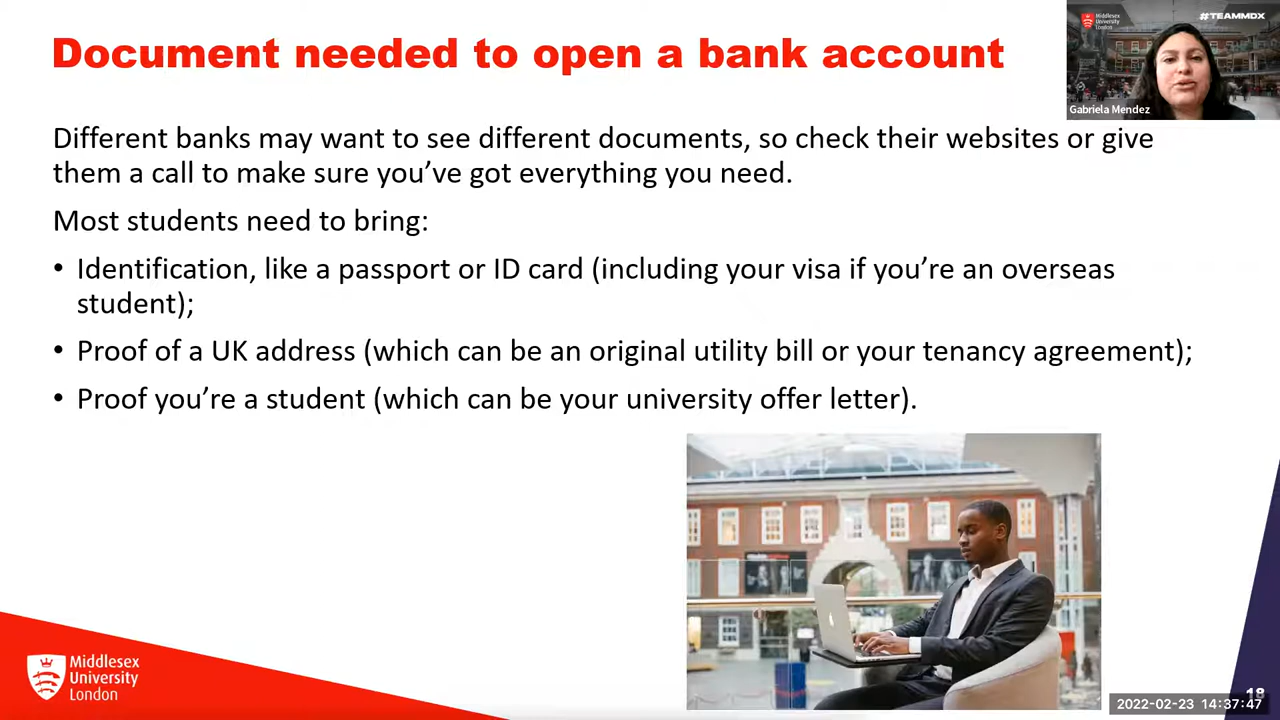 Document needed to open a bank account
Middlesex
University
London
#TEAMMDX
Gabriela Mendez
Different banks may want to see different documents, so check their websites or give
them a call to make sure you’ve got everything you need.
Most students need to bring:
• Identification, like a passport or ID card (including your visa if you’re an overseas
student);
• Proof of a UK address (which can be an original utility bill or your tenancy agreement);
• Proof you’re a student (which can be your university offer letter).
Middlesex
University
London
18
2022-02-23 14:37:47